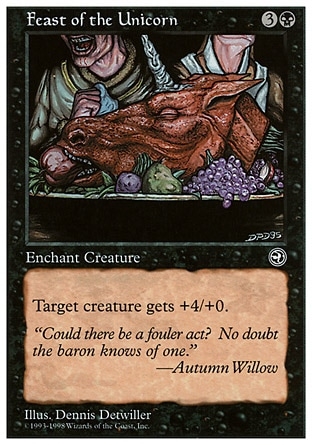 Feast of the Unicorn 3
DPD95
Enchant Creature
Target creature gets +4/+0.
“Could there be a fouler act? No doubt
the baron knows of one.”
—Autumn Willow
Illus. Dennis Detwiller
©1993-1998 Wizards of the Coast, Inc.